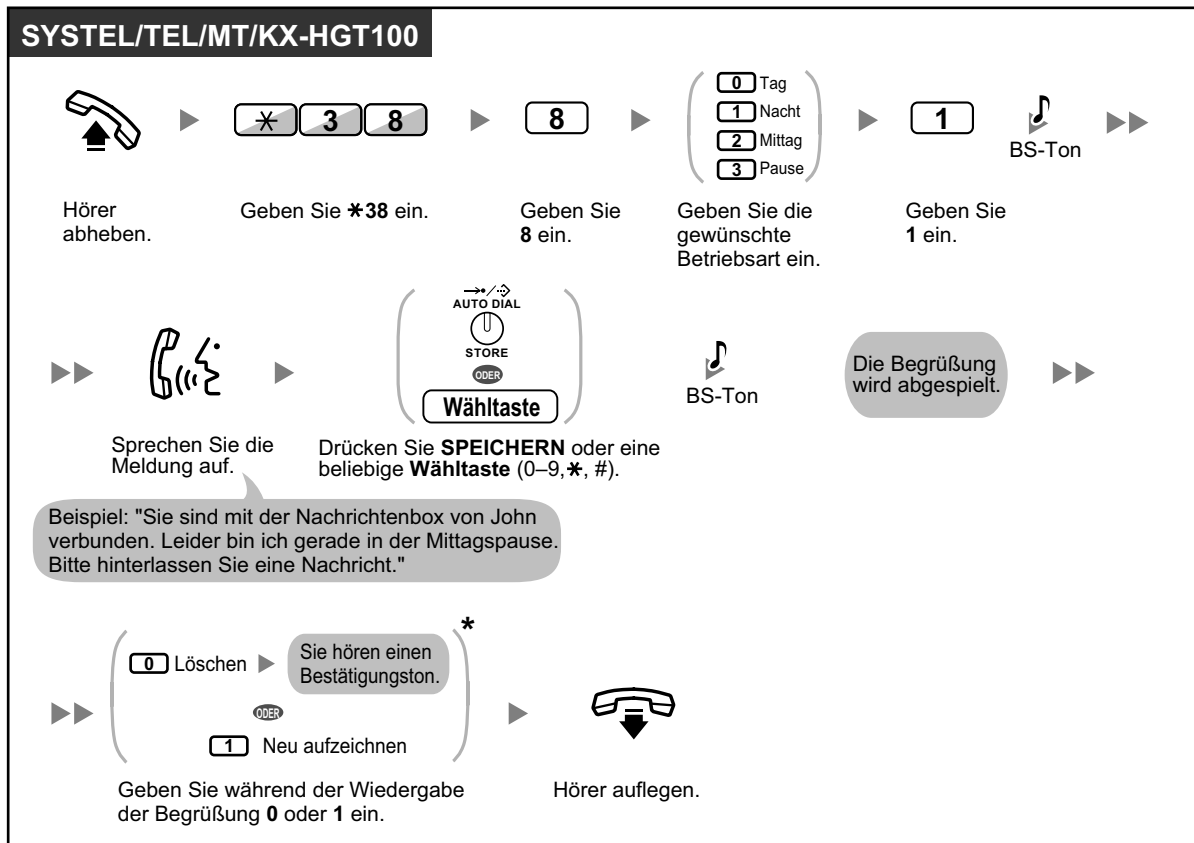 SYSTEL/TEL/MT/KX-HGT100
✳ 3 8
8
0 Tag
1 Nacht
2 Mittag
3 Pause
1
BS-Ton
Hörer
abheben.
Geben Sie ✳38 ein.
Geben Sie
8 ein.
Geben Sie die
gewünschte
Betriebsart ein.
Geben Sie
1 ein.
AUTO DIAL
STORE
ODER
Wähltaste
BS-Ton
Die Begrüßung
wird abgespielt.
Sprechen Sie die
Meldung auf.
Drücken Sie SPEICHERN oder eine
beliebige Wähltaste (0–9,✳, #).
Beispiel: "Sie sind mit der Nachrichtenbox von John
verbunden. Leider bin ich gerade in der Mittagspause.
Bitte hinterlassen Sie eine Nachricht."
*
0 Löschen
Sie hören einen
Bestätigungston.
ODER
1 Neu aufzeichnen
Geben Sie während der Wiedergabe
der Begrüßung 0 oder 1 ein.
Hörer auflegen.